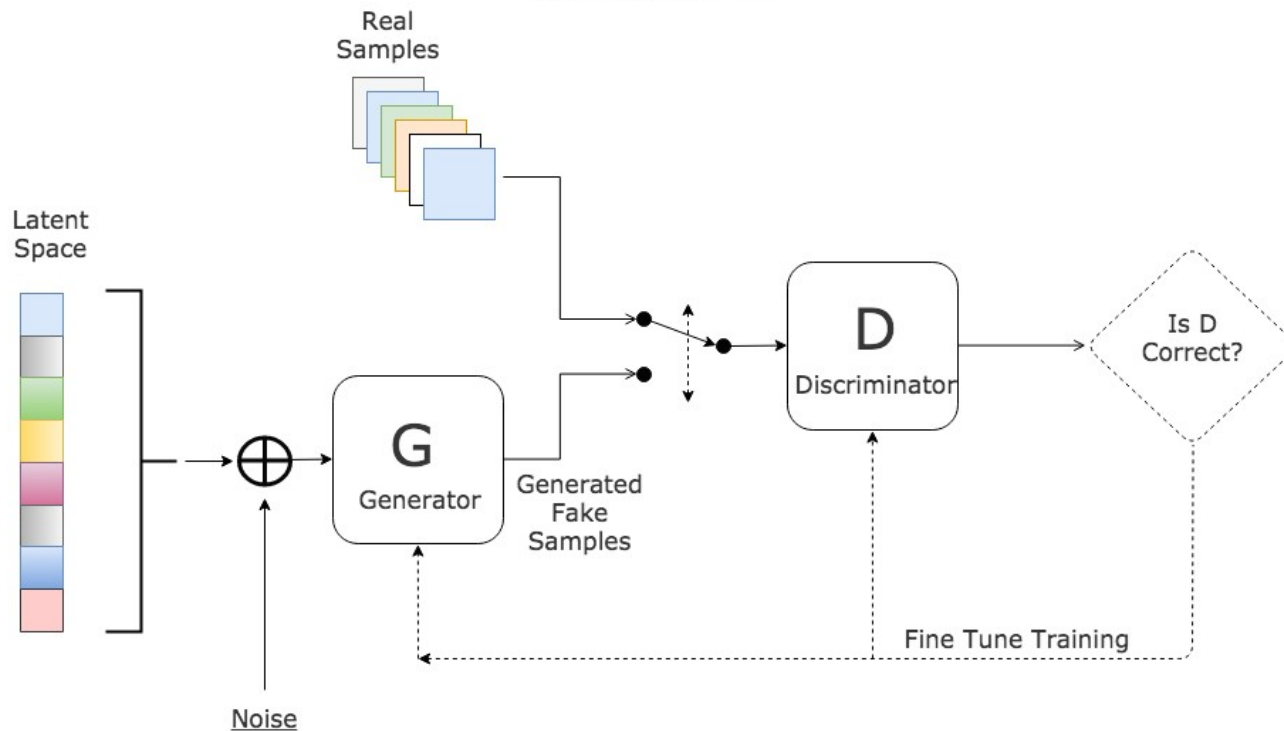 Real
Samples
Latent
Space
D
Discriminator
Is D
Correct?
G
Generator
Generated
Fake
Samples
Fine Tune Training
Noise